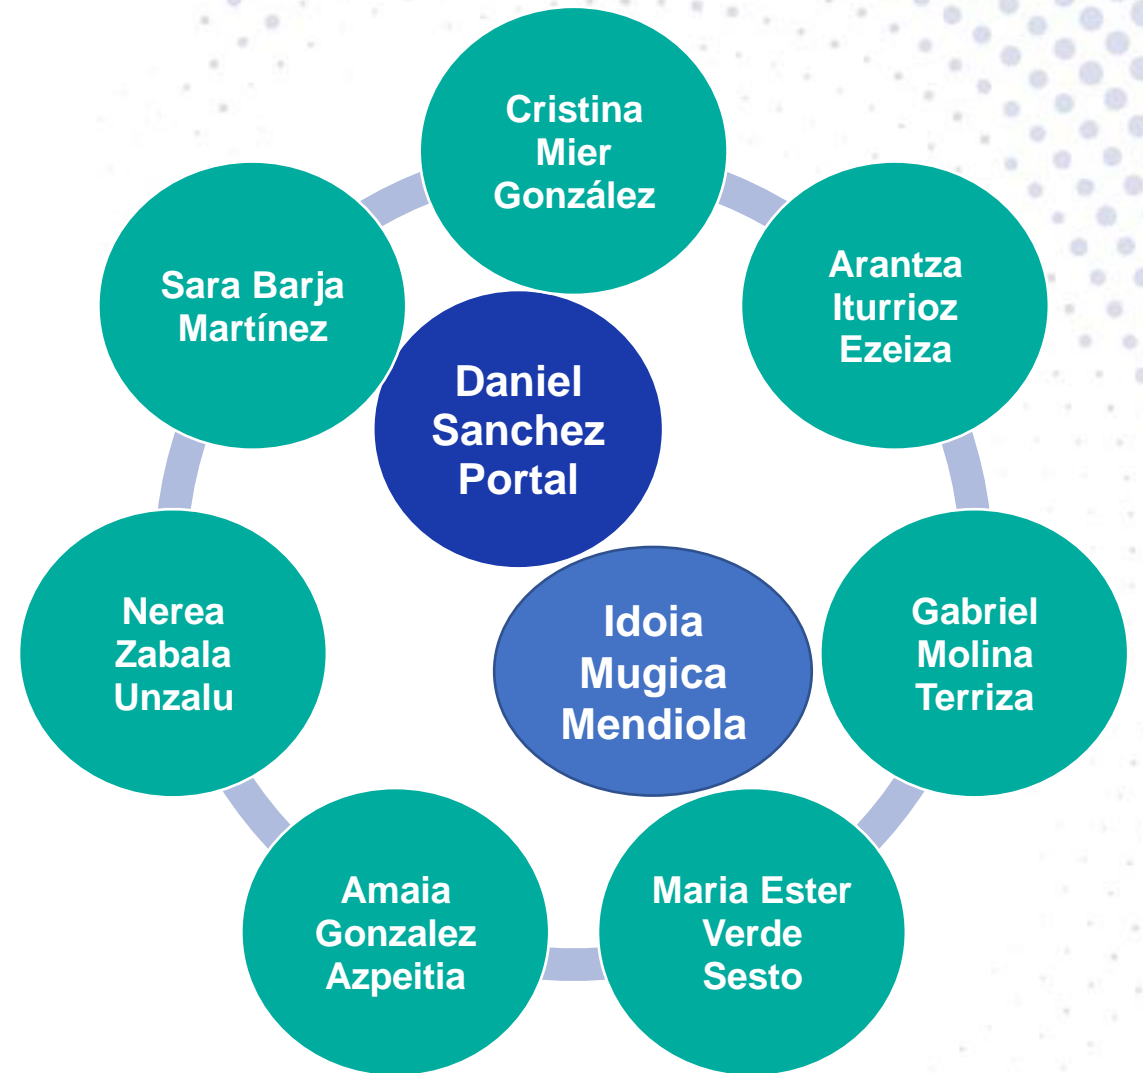 Cristina
Mier
González
Arantza
Iturrioz
Ezeiza
Sara Barja
Martínez
Daniel
Sanchez
Portal
Nerea
Zabala
Unzalu
Idoia
Mugica
Mendiola
Gabriel
Molina
Terriza
Amaia
Gonzalez
Azpeitia
Maria Ester
Verde
Sesto